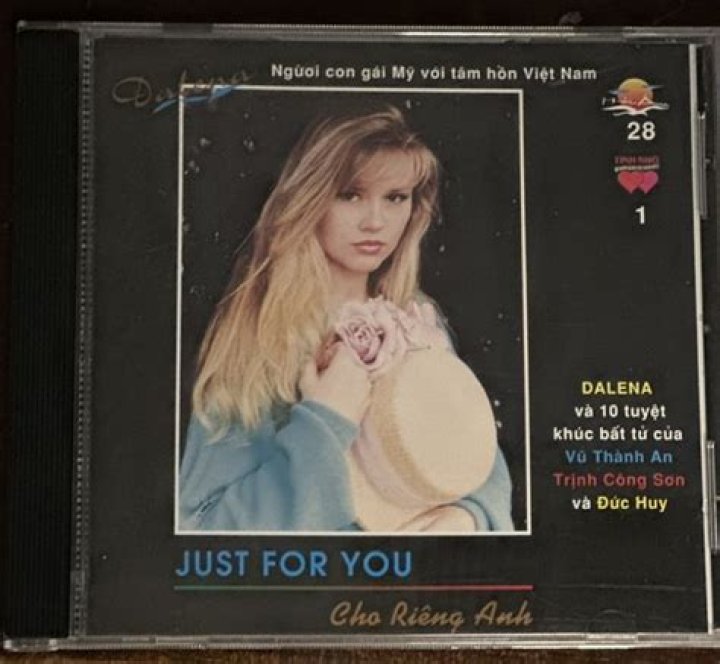 Dalena
Người con gái Mỹ với tâm hồn Việt Nam
28
1
DALENA
và 10 tuyệt
khúc bất tử của
Vũ Thành An
Trịnh Công Sơn
và Đức Huy
JUST FOR YOU
Cho Riêng Anh